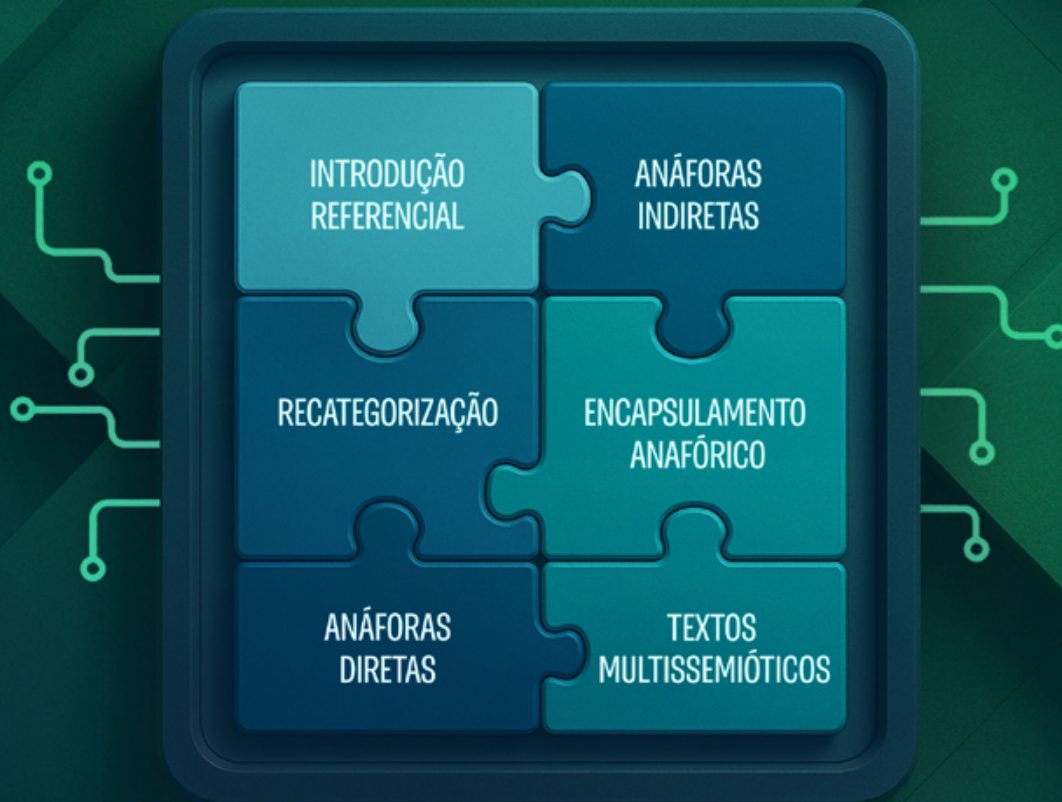 INTRODUÇÃO
REFERENCIAL
ANÁFORAS
INDIRETAS
RECATEGORIZAÇÃO
ENCAPSULAMENTO
ANAFÓRICO
ANÁFORAS
DIRETAS
TEXTOS
MULTISSEMIÓTICOS